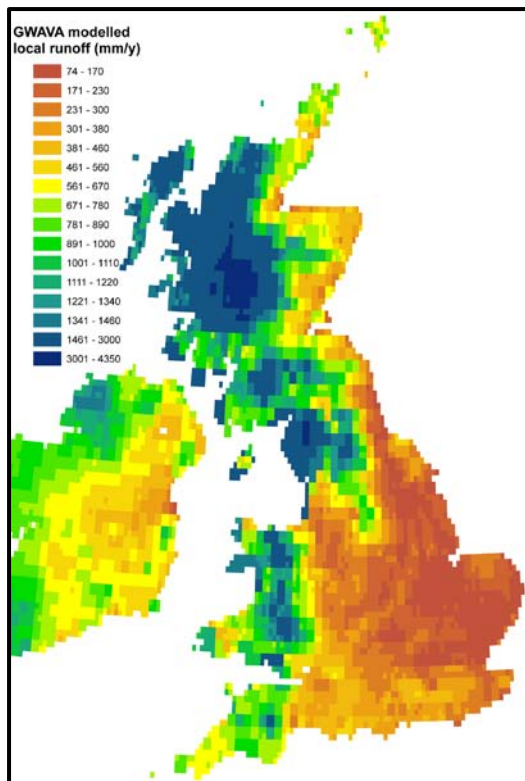 GWAVA modelled
local runoff (mm/y)
74 - 170
171 - 230
231 - 300
301 - 380
381 - 460
461 - 560
561 - 670
671 - 780
781 - 890
891 - 1000
1001 - 1110
1111 - 1220
1221 - 1340
1341 - 1460
1461 - 3000
3001 - 4350